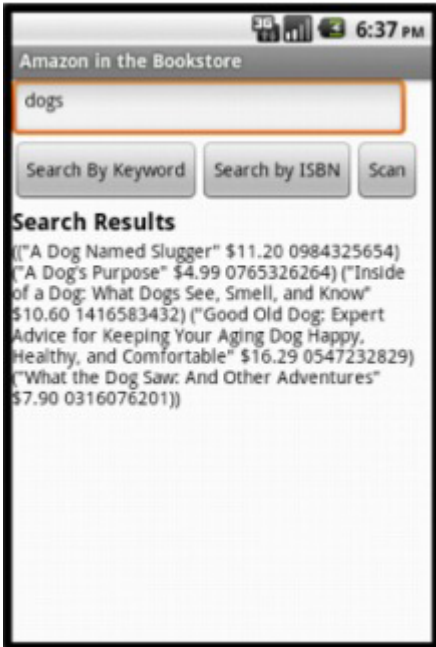 3G 6:37 PM
Amazon in the Bookstore
dogs
Search By Keyword Search by ISBN Scan
Search Results
(("A Dog Named Slugger" $11.20 0984325654)
("A Dog's Purpose" $4.99 0765326264) ("Inside
of a Dog: What Dogs See, Smell, and Know"
$10.60 1416583432) ("Good Old Dog: Expert
Advice for Keeping Your Aging Dog Happy,
Healthy, and Comfortable" $16.29 0547232829)
("What the Dog Saw: And Other Adventures"
$7.90 0316076201))